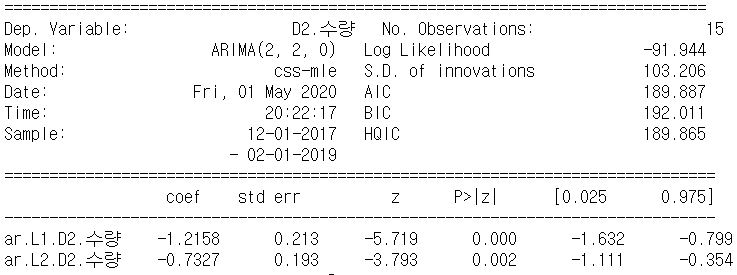 ==============================================================================
Dep. Variable:                  D2.수량   No. Observations:                   15
Model:                 ARIMA(2, 2, 0)   Log Likelihood                 -91.944
Method:                       css-mle   S.D. of innovations            103.206
Date:                Fri, 01 May 2020   AIC                            189.887
Time:                        20:22:17   BIC                            192.011
Sample:                    12-01-2017   HQIC                           189.865
                         - 02-01-2019
==============================================================================
                  coef    std err          z      P>|z|      [0.025      0.975]
------------------------------------------------------------------------------
ar.L1.D2.수량    -1.2158      0.213     -5.719      0.000      -1.632      -0.799
ar.L2.D2.수량    -0.7327      0.193     -3.793      0.002      -1.111      -0.354